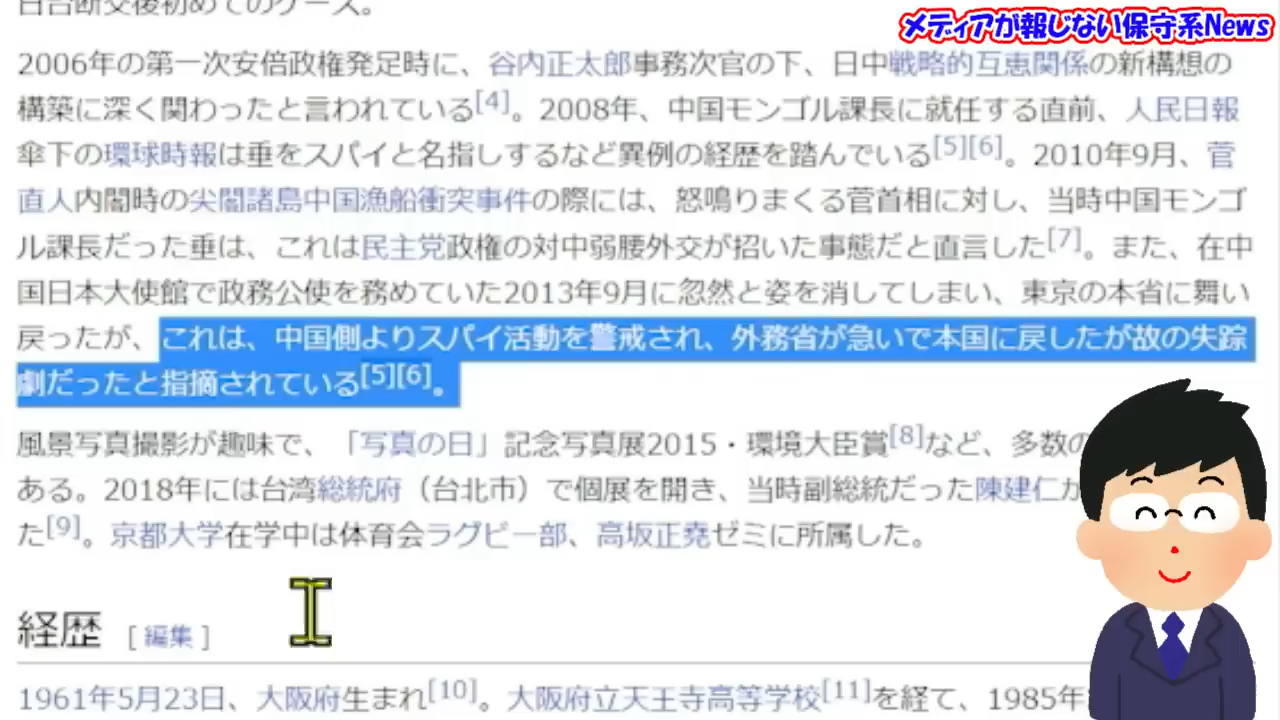 日台断交後初めてのケース。
メディアが報じない保守系News
2006年の第一次安倍政権発足時に、谷内正太郎事務次官の下、日中戦略的互恵関係の新構想の
構築に深く関わったと言われている[4]。2008年、中国モンゴル課長に就任する直前、人民日報
傘下の環球時報は垂をスパイと名指しするなど異例の経歴を踏んでいる[5][6]。2010年9月、菅
直人内閣時の尖閣諸島中国漁船衝突事件の際には、怒鳴りまくる菅首相に対し、当時中国モンゴ
ル課長だった垂は、これは民主党政権の対中弱腰外交が招いた事態だと直言した[7]。また、在中
国日本大使館で政務公使を務めていた2013年9月に忽然と姿を消してしまい、東京の本省に舞い
戻ったが、これは、中国側よりスパイ活動を警戒され、外務省が急いで本国に戻したが故の失踪
劇だったと指摘されている[5][6]。
風景写真撮影が趣味で、「写真の日」記念写真展2015・環境大臣賞[8]など、多数の
ある。2018年には台湾総統府（台北市）で個展を開き、当時副総統だった陳建仁か
た[9]。京都大学在学中は体育会ラグビー部、高坂正堯ゼミに所属した。
経歴 [編集]
1961年5月23日、大阪府生まれ[10]。大阪府立天王寺高等学校[11]を経て、1985年